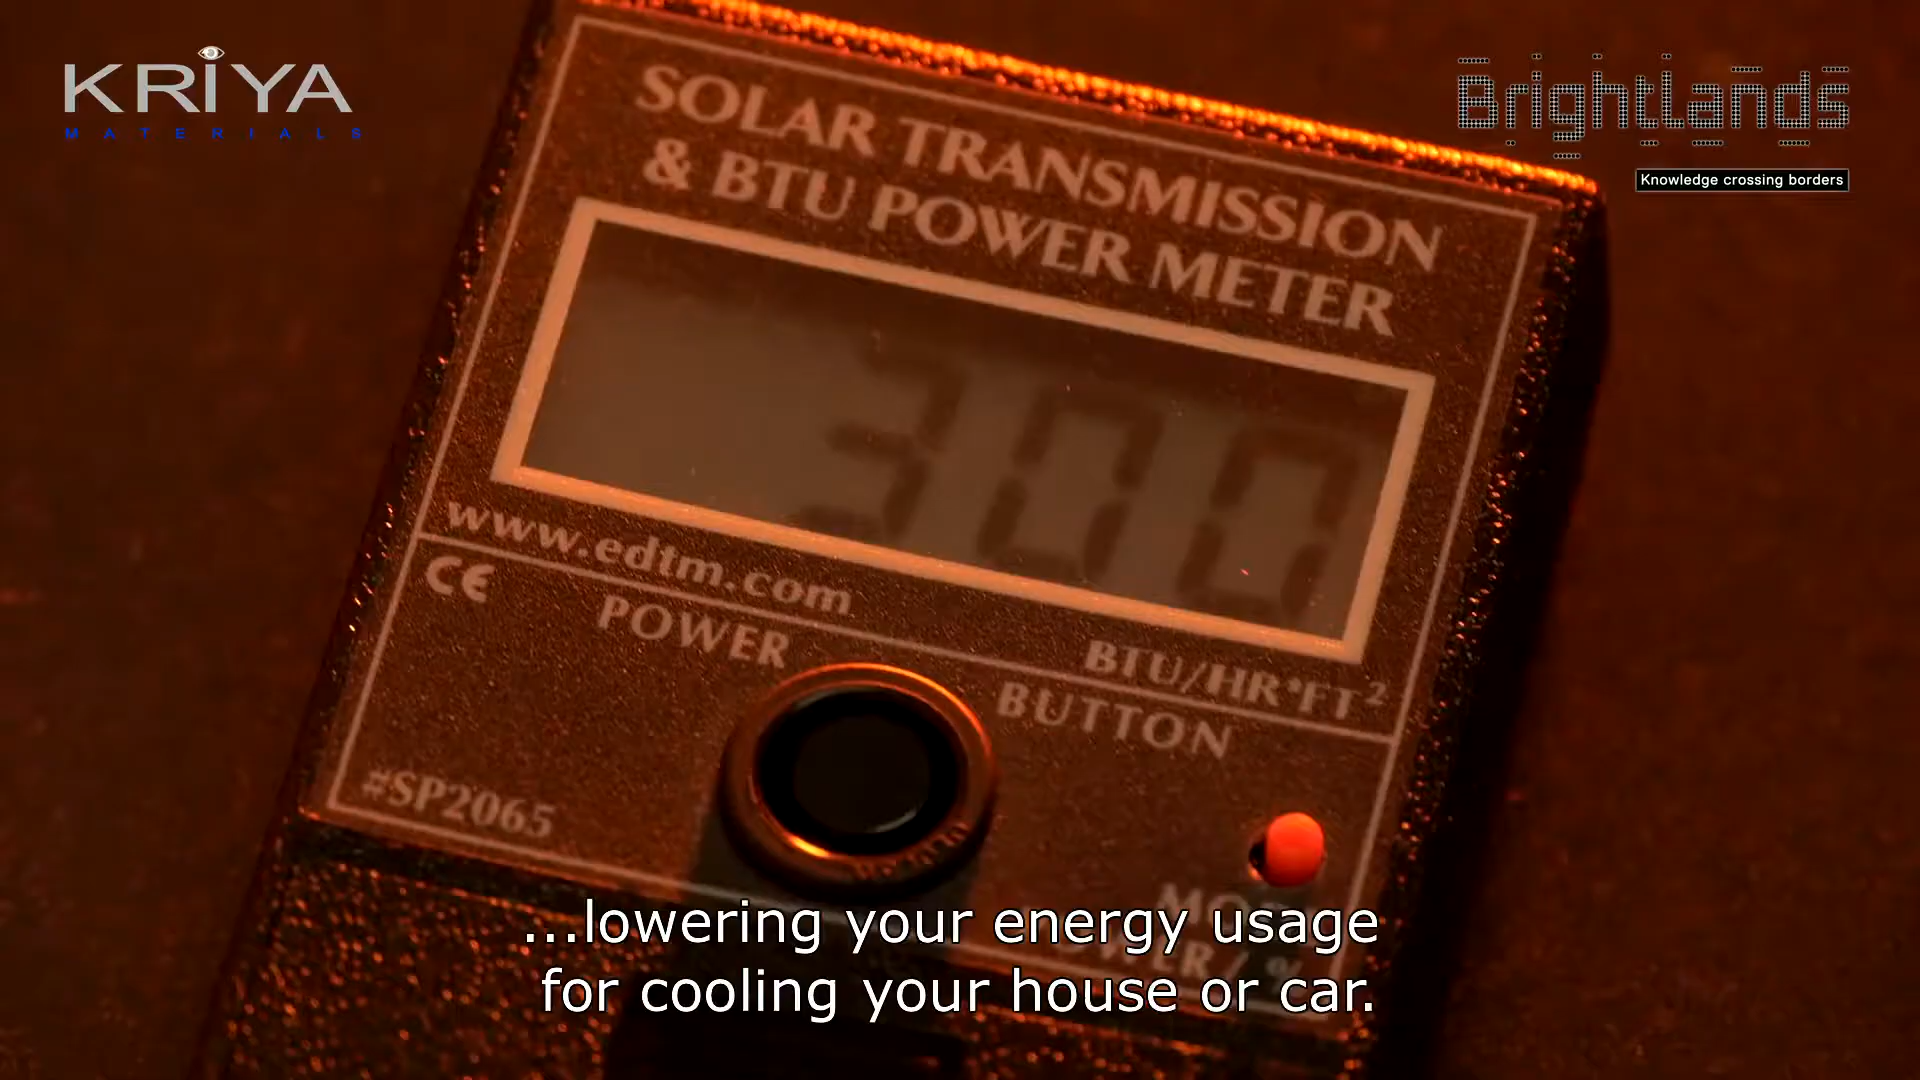 KRiYA
MATERIALS
Brightlands
Knowledge crossing borders
SOLAR TRANSMISSION
& BTU POWER METER
300
www.edtm.com
BTU/HR*FT²
CE
POWER
BUTTON
#SP2065
...lowering your energy usage
for cooling your house or car.